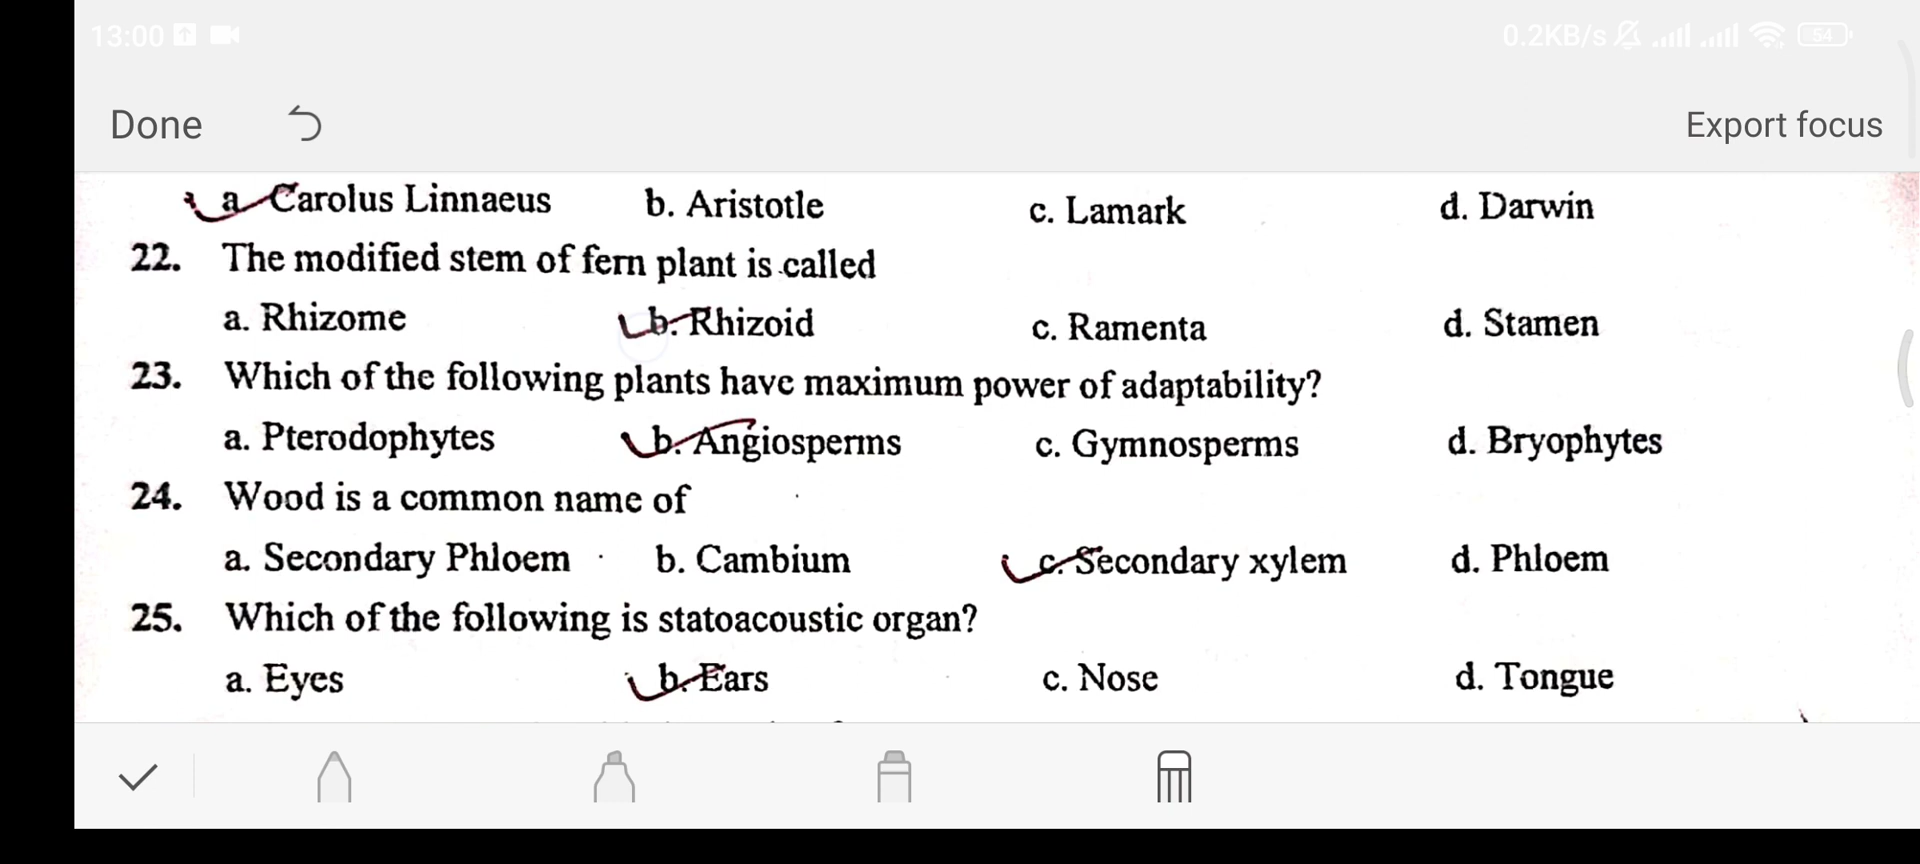 13:00 0.2KB/s 54
Done Export focus
a. Carolus Linnaeus b. Aristotle c. Lamark d. Darwin
22. The modified stem of fern plant is called
a. Rhizome b. Rhizoid c. Ramenta d. Stamen
23. Which of the following plants have maximum power of adaptability?
a. Pterodophytes b. Angiosperms c. Gymnosperms d. Bryophytes
24. Wood is a common name of
a. Secondary Phloem b. Cambium c. Secondary xylem d. Phloem
25. Which of the following is statoacoustic organ?
a. Eyes b. Ears c. Nose d. Tongue